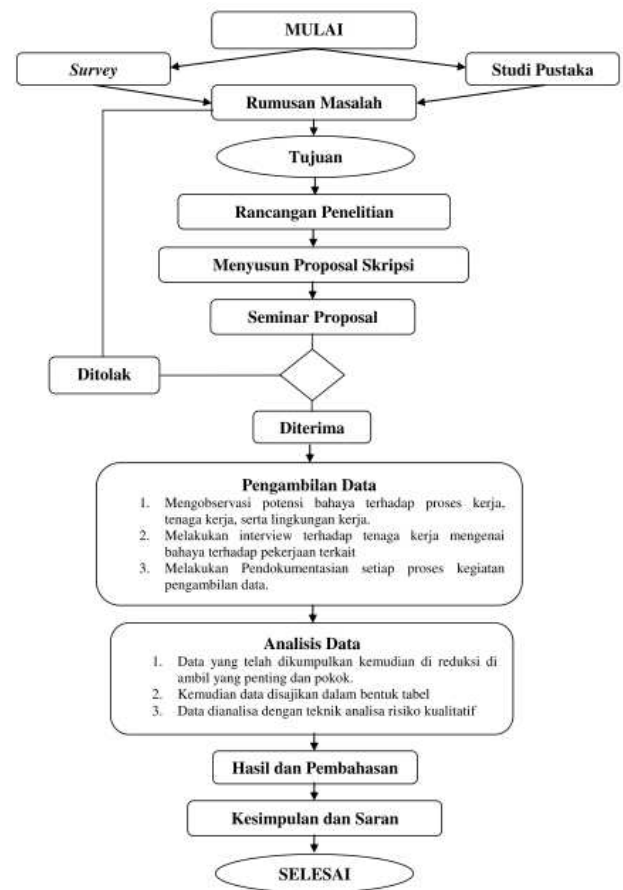 MULAI
Survey
Studi Pustaka
Rumusan Masalah
Tujuan
Rancangan Penelitian
Menyusun Proposal Skripsi
Seminar Proposal
Ditolak
Diterima
Pengambilan Data
1. Mengobservasi potensi bahaya terhadap proses kerja,
tenaga kerja, serta lingkungan kerja.
2. Melakukan interview terhadap tenaga kerja mengenai
bahaya terhadap pekerjaan terkait
3. Melakukan Pendokumentasian setiap proses kegiatan
pengambilan data.
Analisis Data
1. Data yang telah dikumpulkan kemudian di reduksi di
ambil yang penting dan pokok.
2. Kemudian data disajikan dalam bentuk tabel
3. Data dianalisa dengan teknik analisa risiko kualitatif
Hasil dan Pembahasan
Kesimpulan dan Saran
SELESAI